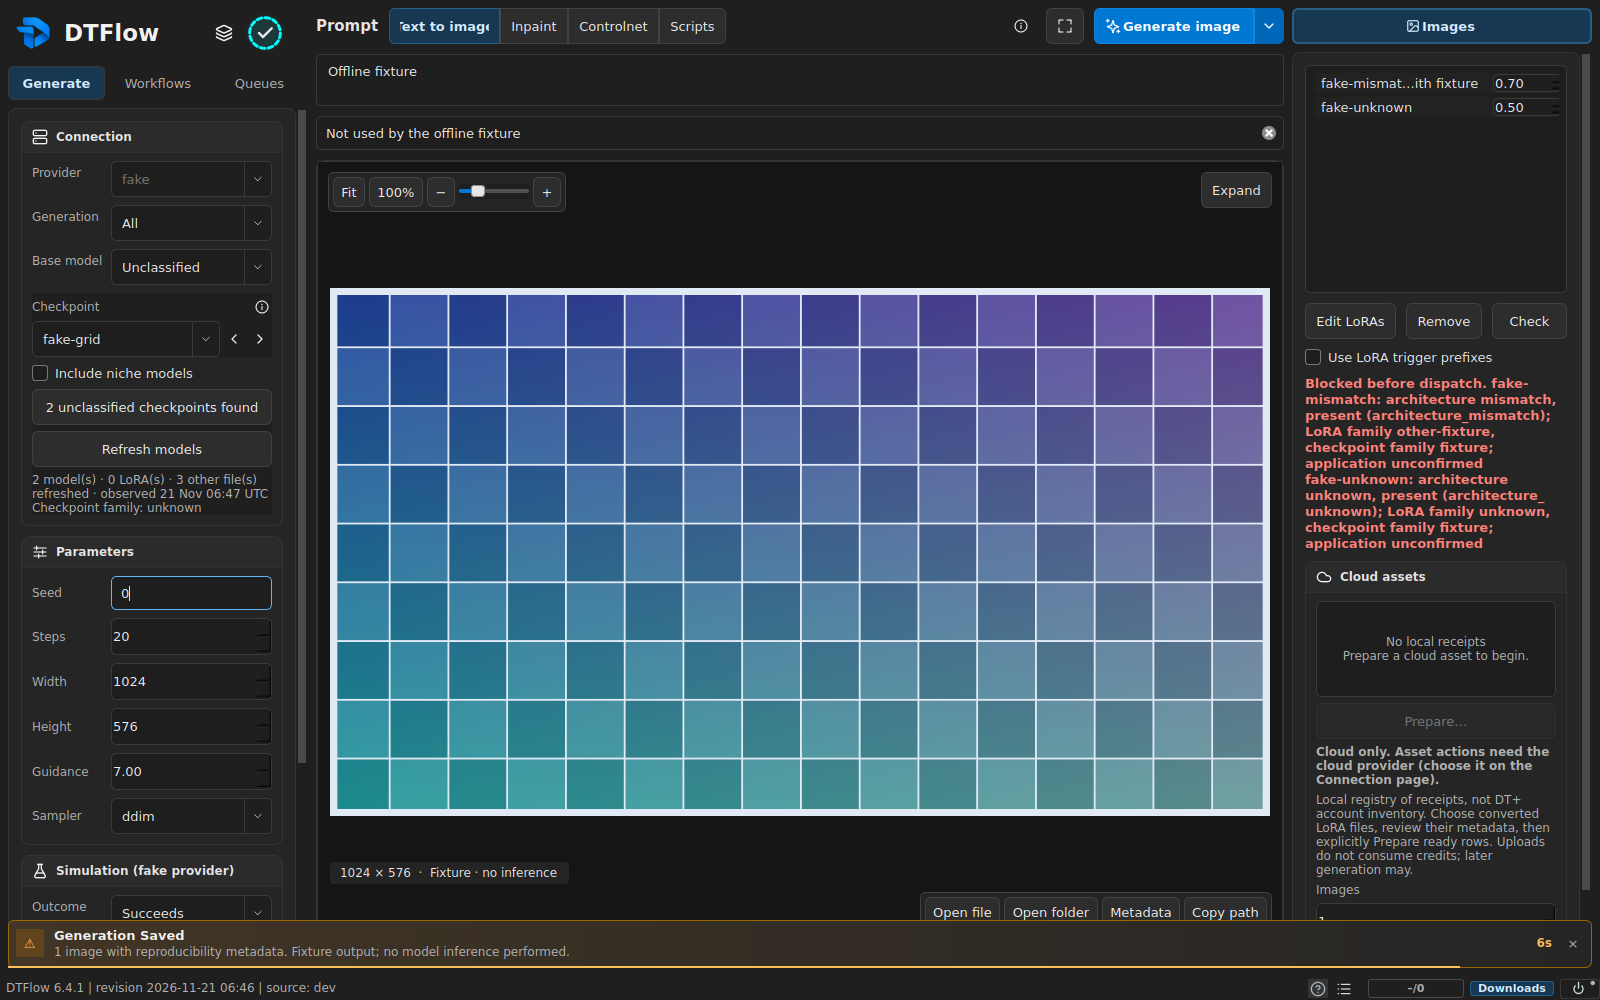 DTFlow
Generate
Workflows
Queues
Connection
Provider
fake
Generation
All
Base model
Unclassified
Checkpoint
fake-grid
Include niche models
2 unclassified checkpoints found
Refresh models
2 model(s) · 0 LoRA(s) · 3 other file(s)
refreshed · observed 21 Nov 06:47 UTC
Checkpoint family: unknown
Parameters
Seed
0
Steps
20
Width
1024
Height
576
Guidance
7.00
Sampler
ddim
Simulation (fake provider)
Outcome
Succeeds
Prompt
Text to image
Inpaint
Controlnet
Scripts
Generate image
Offline fixture
Not used by the offline fixture
Fit
100%
−
+
Expand
1024 × 576 · Fixture · no inference
Open file
Open folder
Metadata
Copy path
Images
fake-mismat…ith fixture
0.70
fake-unknown
0.50
Edit LoRAs
Remove
Check
Use LoRA trigger prefixes
Blocked before dispatch. fake-
mismatch: architecture mismatch,
present (architecture_mismatch);
LoRA family other-fixture,
checkpoint family fixture;
application unconfirmed
fake-unknown: architecture
unknown, present (architecture_
unknown); LoRA family unknown,
checkpoint family fixture;
application unconfirmed
Cloud assets
No local receipts
Prepare a cloud asset to begin.
Prepare…
Cloud only. Asset actions need the
cloud provider (choose it on the
Connection page).
Local registry of receipts, not DT+
account inventory. Choose converted
LoRA files, review their metadata, then
explicitly Prepare ready rows. Uploads
do not consume credits; later
generation may.
Images
Generation Saved
1 image with reproducibility metadata. Fixture output; no model inference performed.
6s
DTFlow 6.4.1 | revision 2026-11-21 06:46 | source: dev
–/0
Downloads